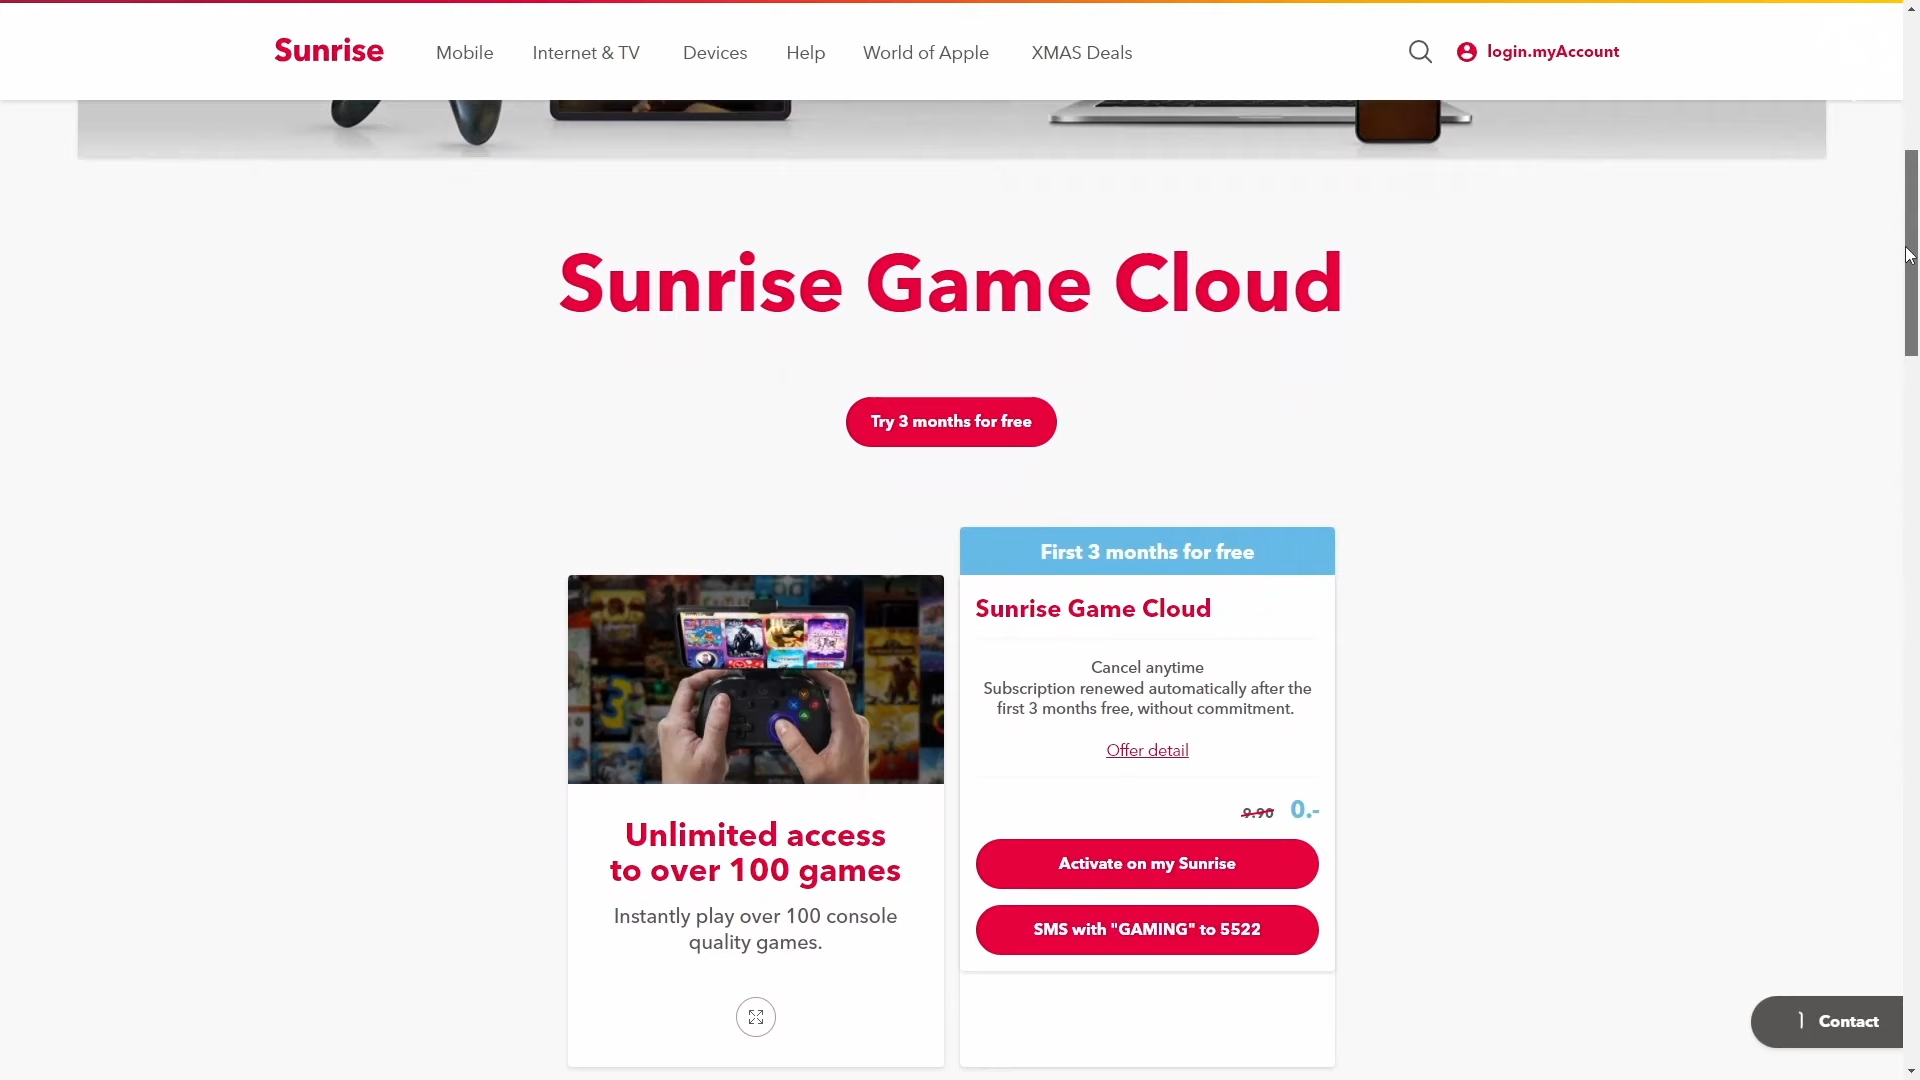 Sunrise
Mobile
Internet & TV
Devices
Help
World of Apple
XMAS Deals
login.myAccount
Sunrise Game Cloud
Try 3 months for free
First 3 months for free
Sunrise Game Cloud
Cancel anytime
Subscription renewed automatically after the
first 3 months free, without commitment.
Offer detail
9.90 0.-
Activate on my Sunrise
SMS with "GAMING" to 5522
Unlimited access
to over 100 games
Instantly play over 100 console
quality games.
Contact